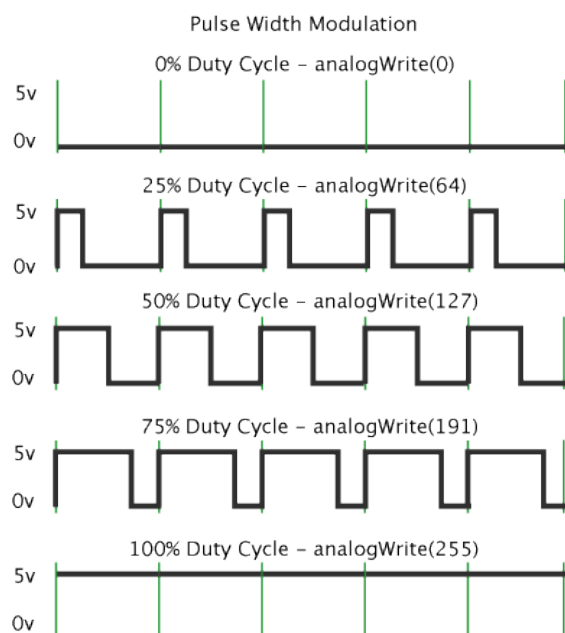 Pulse Width Modulation
0% Duty Cycle – analogWrite(0)
5v
0v
25% Duty Cycle – analogWrite(64)
5v
0v
50% Duty Cycle – analogWrite(127)
5v
0v
75% Duty Cycle – analogWrite(191)
5v
0v
100% Duty Cycle – analogWrite(255)
5v
0v